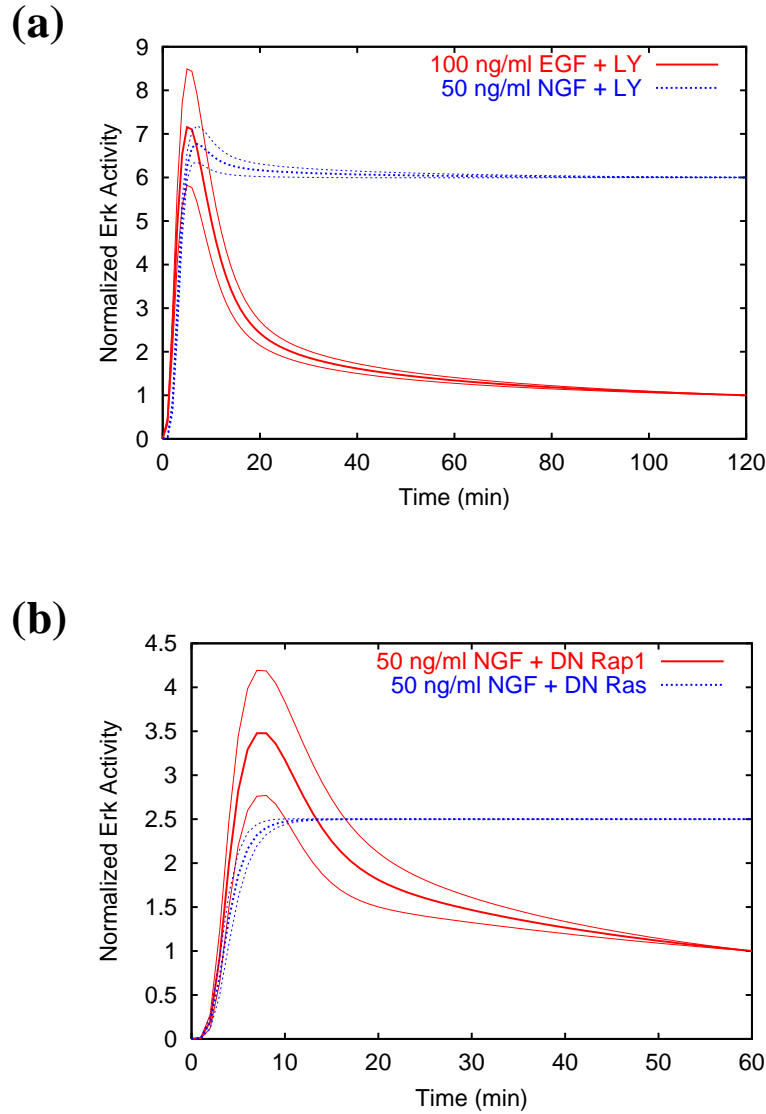 (a)
9
8
7
6
5
4
3
2
1
0
Normalized Erk Activity
100 ng/ml EGF + LY
50 ng/ml NGF + LY
0 20 40 60 80 100 120
Time (min)
(b)
4.5
4
3.5
3
2.5
2
1.5
1
0.5
0
Normalized Erk Activity
50 ng/ml NGF + DN Rap1
50 ng/ml NGF + DN Ras
0 10 20 30 40 50 60
Time (min)